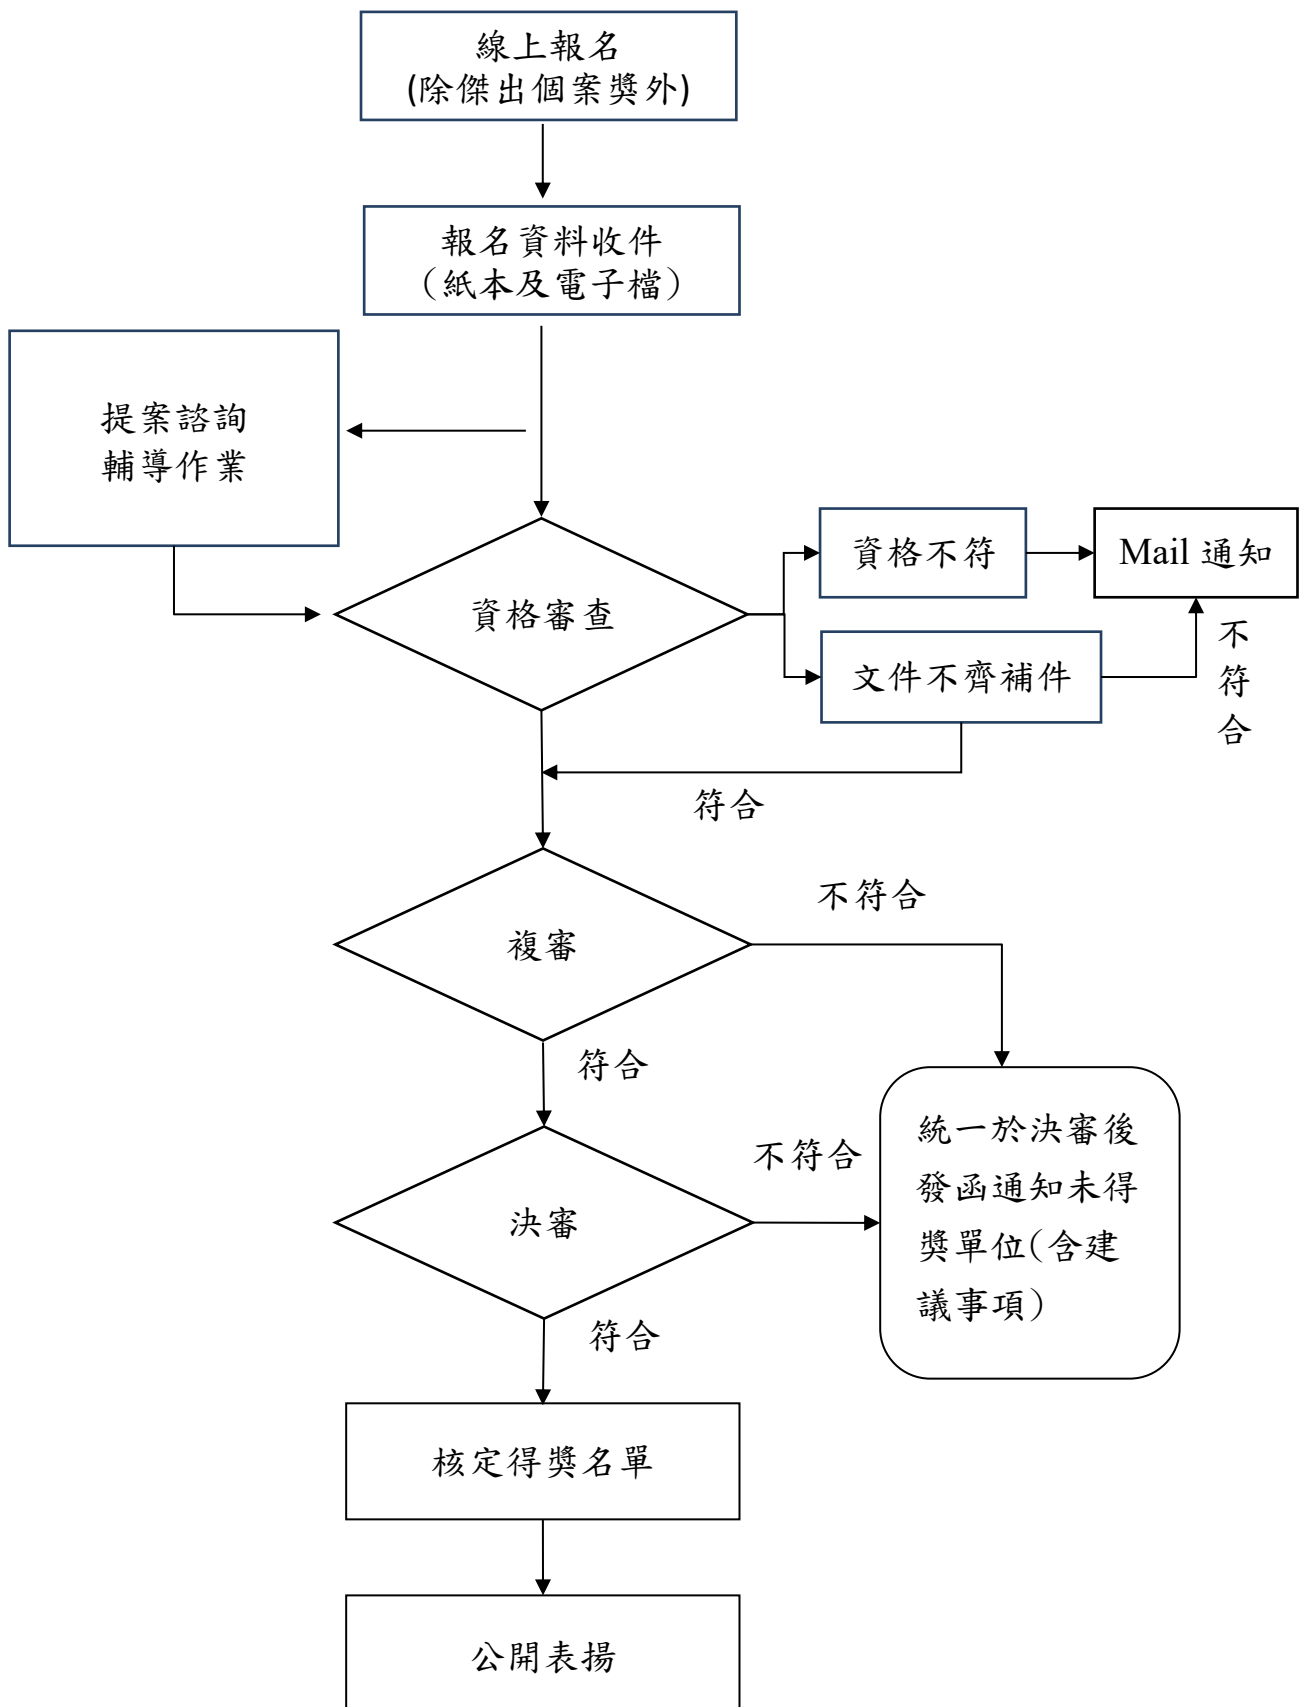 線上報名
(除傑出個案獎外)
報名資料收件
（紙本及電子檔）
提案諮詢
輔導作業
資格不符
Mail 通知
資格審查
文件不齊補件
不
符
合
符合
不符合
複審
符合
不符合
統一於決審後
發函通知未得
獎單位(含建
議事項)
決審
符合
核定得獎名單
公開表揚